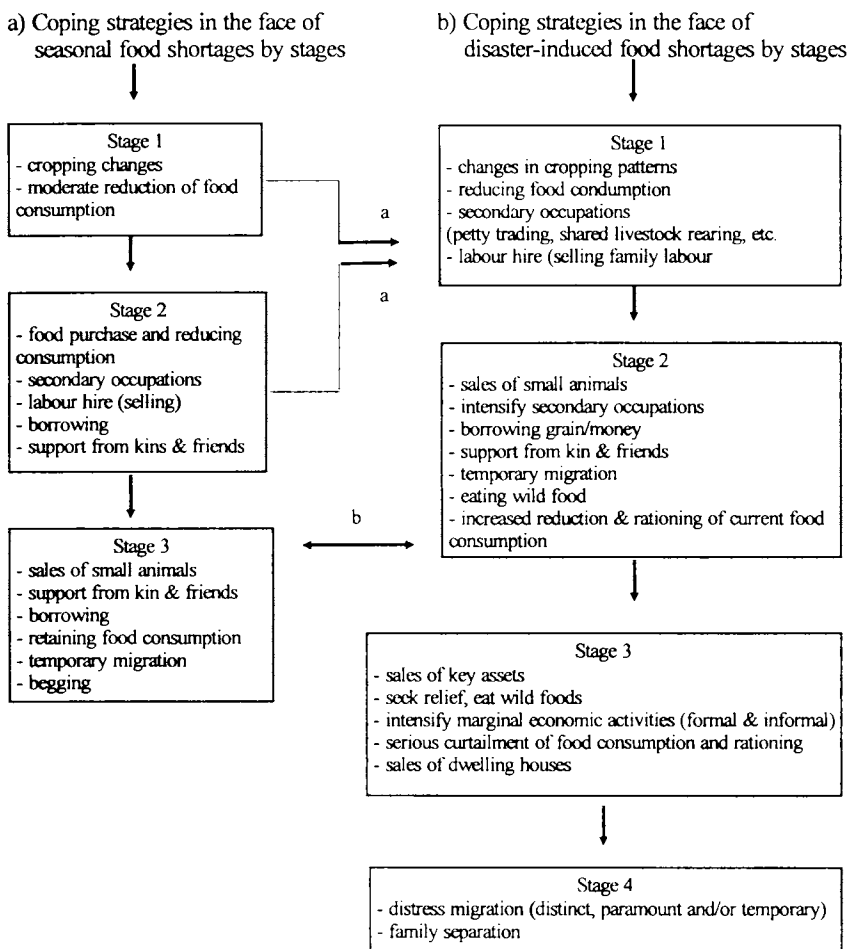 a) Coping strategies in the face of
seasonal food shortages by stages
Stage 1
- cropping changes
- moderate reduction of food
consumption
Stage 2
- food purchase and reducing
consumption
- secondary occupations
- labour hire (selling)
- borrowing
- support from kins & friends
Stage 3
- sales of small animals
- support from kin & friends
- borrowing
- retaining food consumption
- temporary migration
- begging
a
a
b
b) Coping strategies in the face of
disaster-induced food shortages by stages
Stage 1
- changes in cropping patterns
- reducing food condumption
- secondary occupations
(petty trading, shared livestock rearing, etc.
- labour hire (selling family labour
Stage 2
- sales of small animals
- intensify secondary occupations
- borrowing grain/money
- support from kin & friends
- temporary migration
- eating wild food
- increased reduction & rationing of current food
consumption
Stage 3
- sales of key assets
- seek relief, eat wild foods
- intensify marginal economic activities (formal & informal)
- serious curtailment of food consumption and rationing
- sales of dwelling houses
Stage 4
- distress migration (distinct, paramount and/or temporary)
- family separation